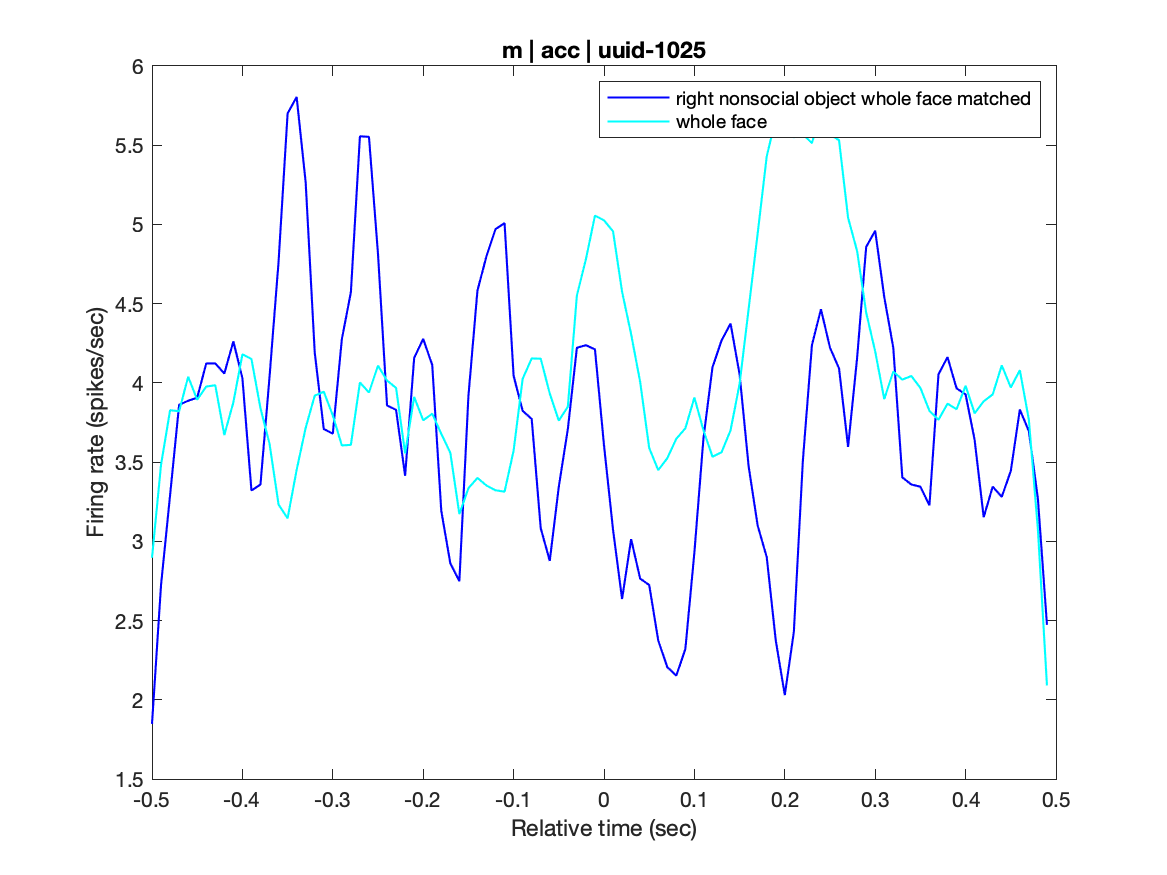 m | acc | uuid-1025
right nonsocial object whole face matched
whole face
6
5.5
5
4.5
4
3.5
3
2.5
2
1.5
Firing rate (spikes/sec)
-0.5 -0.4 -0.3 -0.2 -0.1 0 0.1 0.2 0.3 0.4 0.5
Relative time (sec)